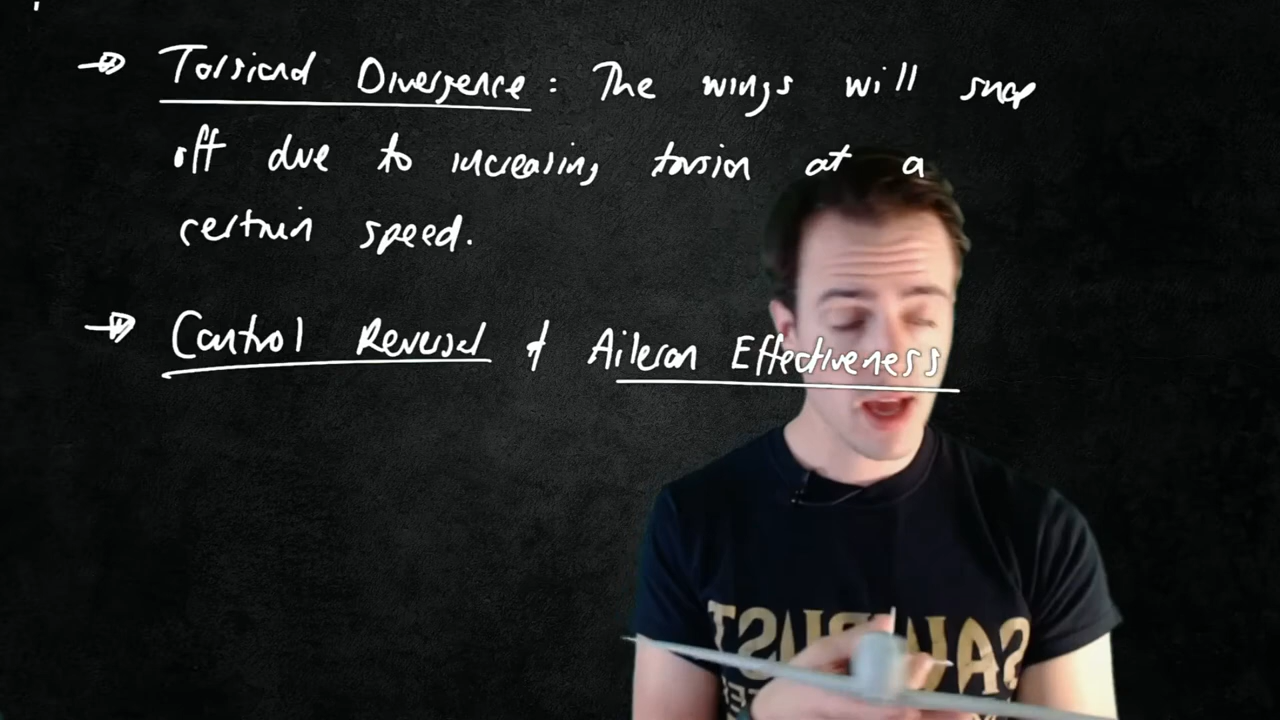 → Torsional Divergence : The wings will snap
off due to increasing torsion at a
certain speed.
→ Control Reversal & Aileron Effectiveness